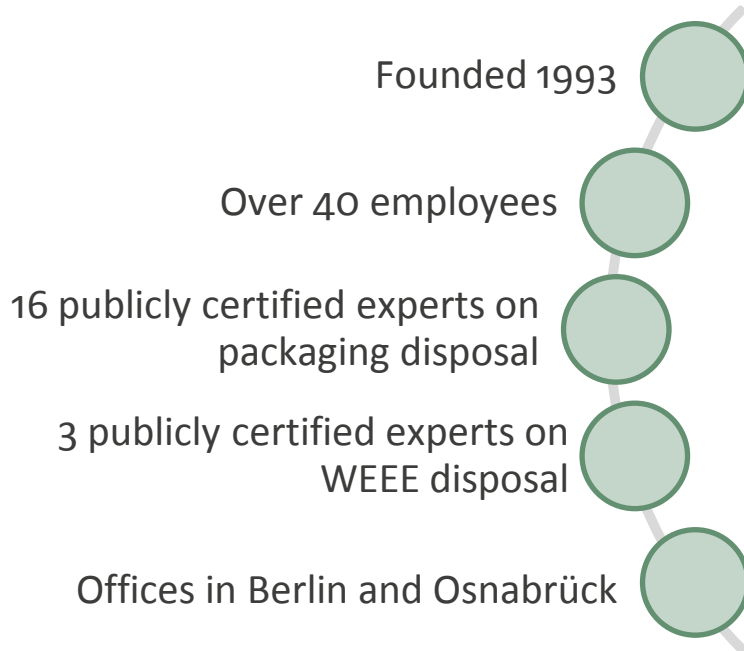 Founded 1993
Over 40 employees
16 publicly certified experts on
packaging disposal
3 publicly certified experts on
WEEE disposal
Offices in Berlin and Osnabrück